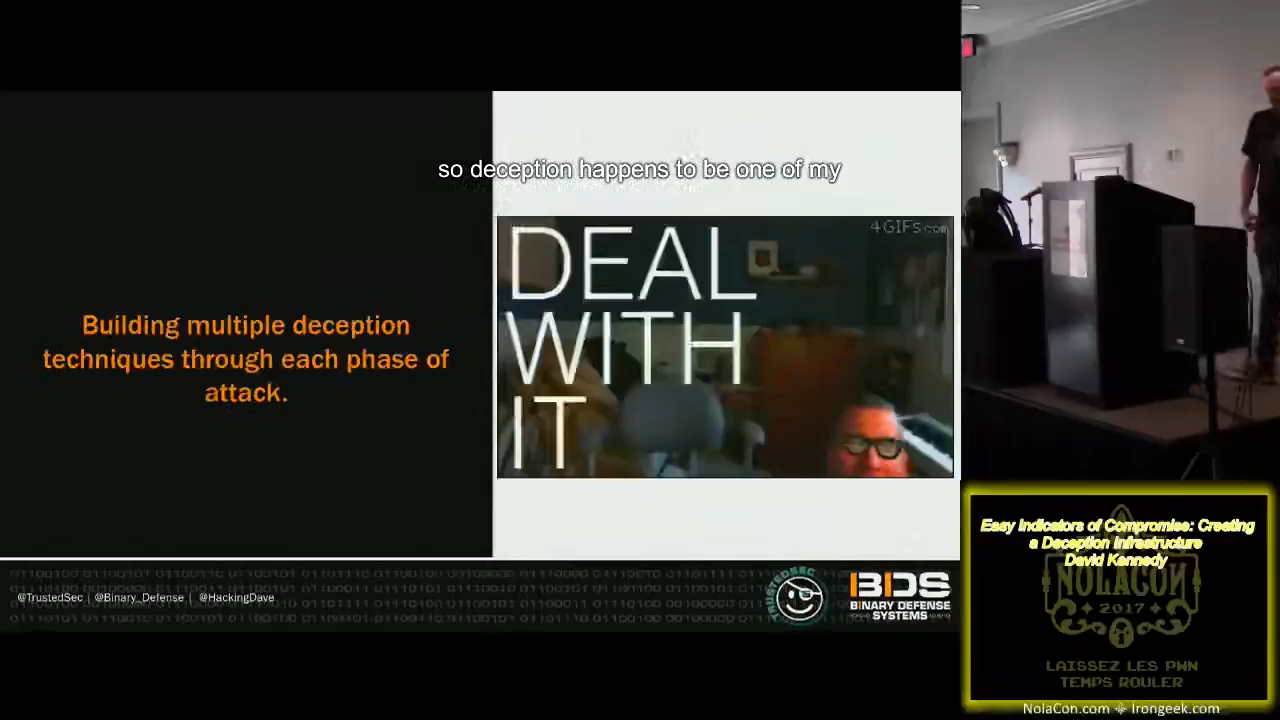 so deception happens to be one of my
4GIFs.com
DEAL
WITH
IT
Building multiple deception
techniques through each phase of
attack.
@TrustedSec | @Binary_Defense | @HackingDave
TRUSTEDSEC
BDS
BINARY DEFENSE
SYSTEMS
Easy Indicators of Compromise: Creating
a Deception Infrastructure
David Kennedy
NOLACON
2017
LAISSEZ LES PWN
TEMPS ROULER
NolaCon.com ⚜ Irongeek.com